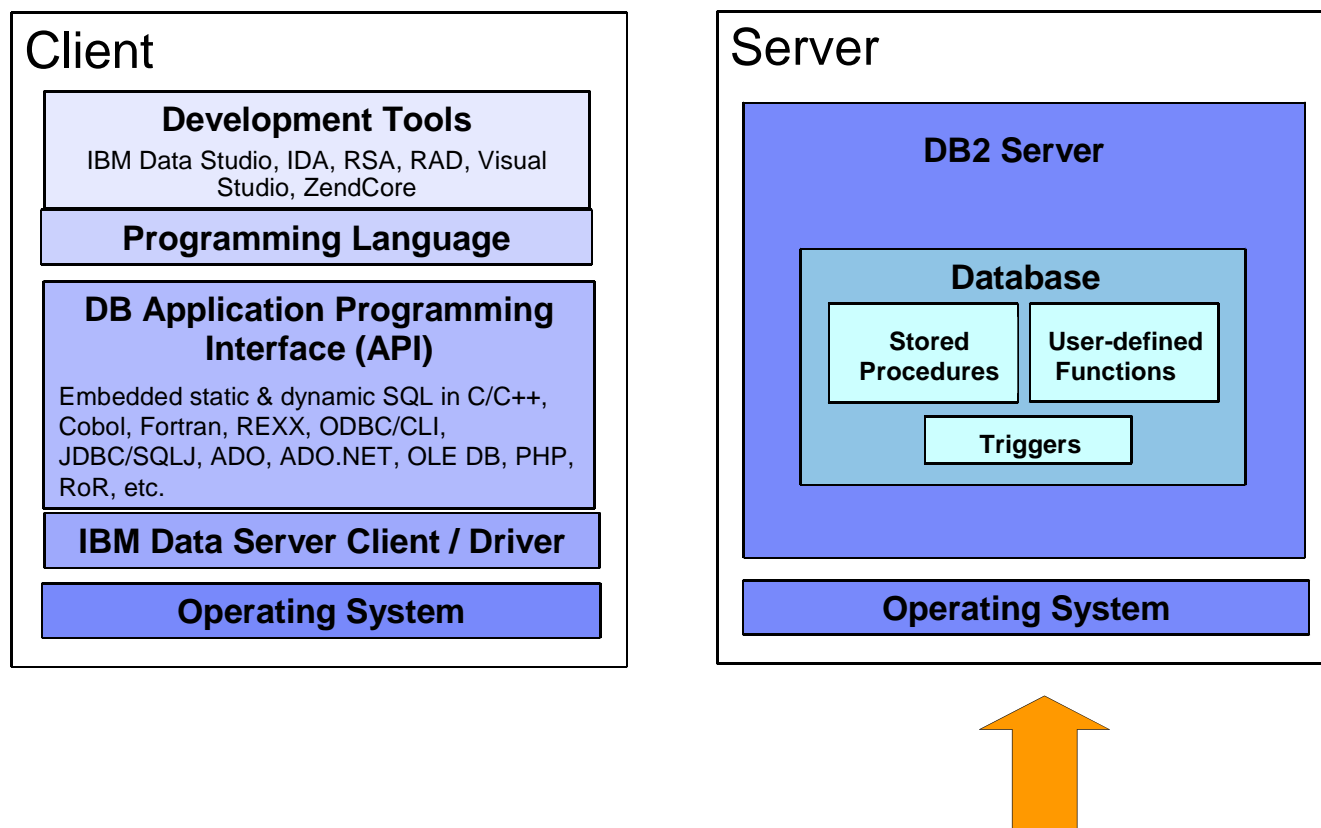 Client
Development Tools
IBM Data Studio, IDA, RSA, RAD, Visual
Studio, ZendCore
Programming Language
DB Application Programming
Interface (API)
Embedded static & dynamic SQL in C/C++,
Cobol, Fortran, REXX, ODBC/CLI,
JDBC/SQLJ, ADO, ADO.NET, OLE DB, PHP,
RoR, etc.
IBM Data Server Client / Driver
Operating System
Server
DB2 Server
Database
Stored
Procedures
User-defined
Functions
Triggers
Operating System